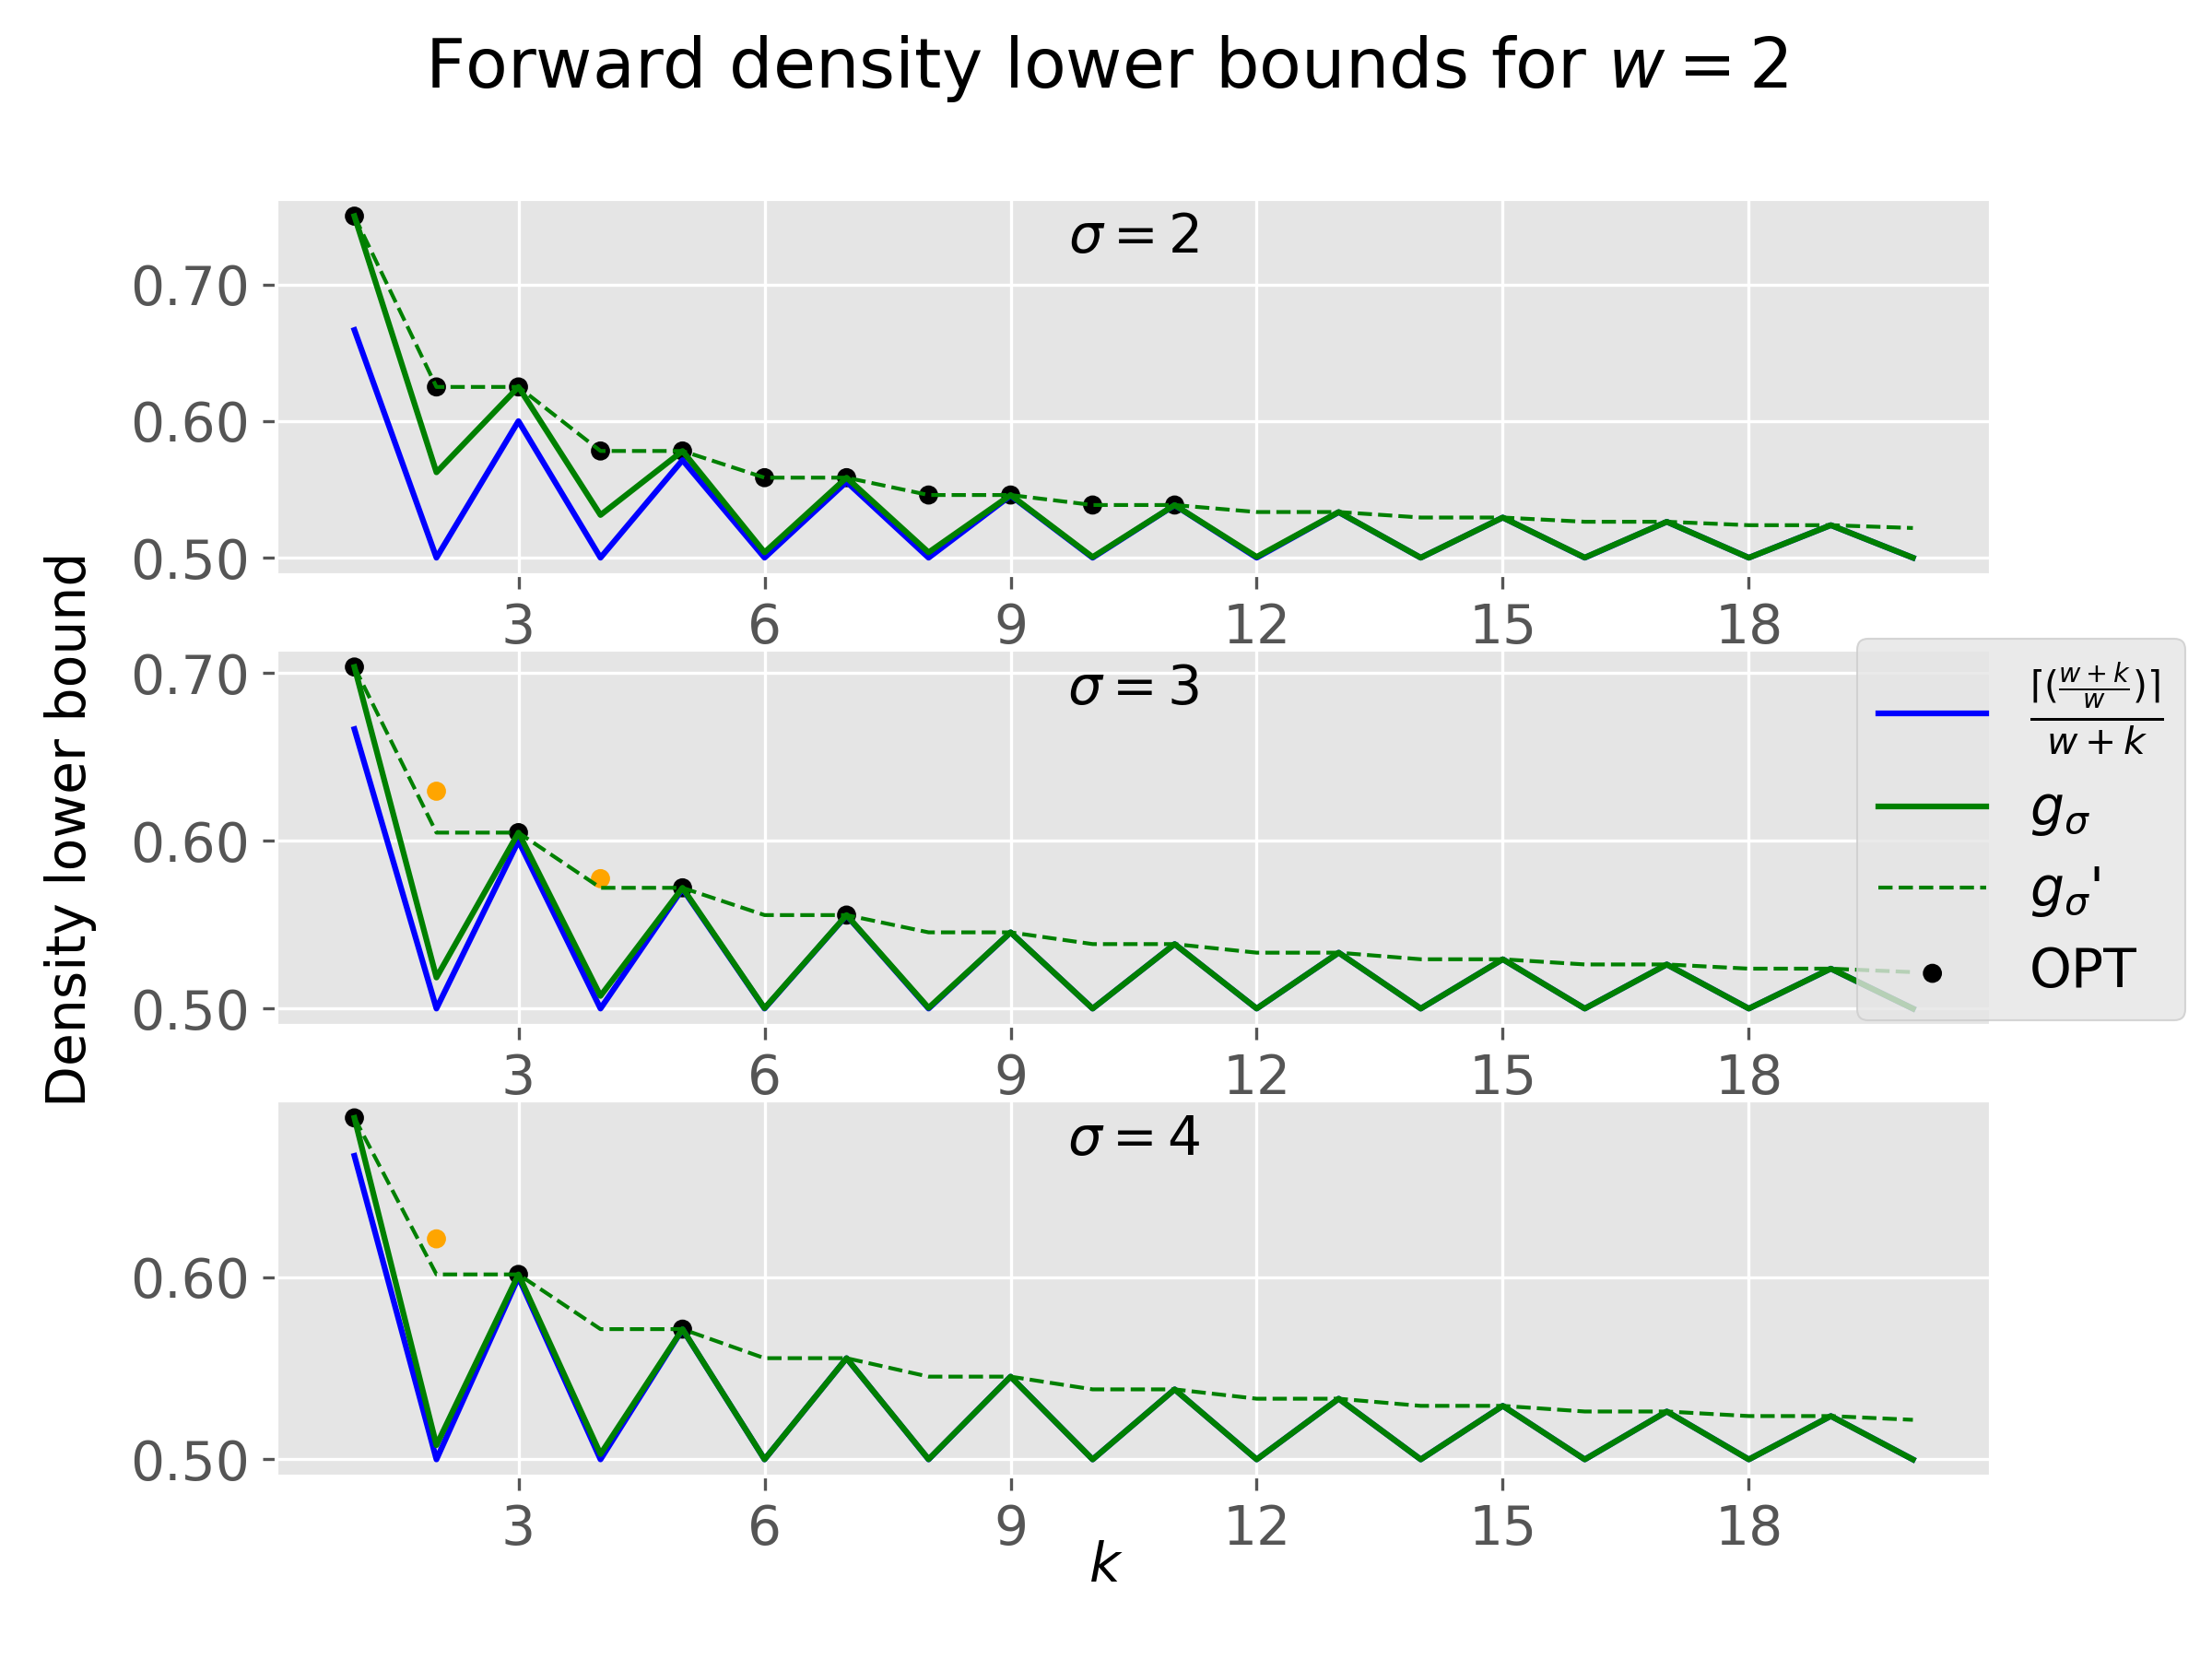 Forward density lower bounds for w = 2
Density lower bound
σ = 2
0.70
0.60
0.50
3 6 9 12 15 18
σ = 3
0.70
0.60
0.50
3 6 9 12 15 18
σ = 4
0.60
0.50
3 6 9 12 15 18
k
⌈(w + k / w)⌉ / w + k
g_σ
g_σ'
OPT